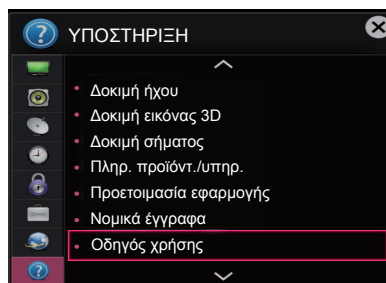 ΥΠΟΣΤΗΡΙΞΗ
• Δοκιμή ήχου
• Δοκιμή εικόνας 3D
• Δοκιμή σήματος
• Πληρ. προϊόντ./υπηρ.
• Προετοιμασία εφαρμογής
• Νομικά έγγραφα
• Οδηγός χρήσης